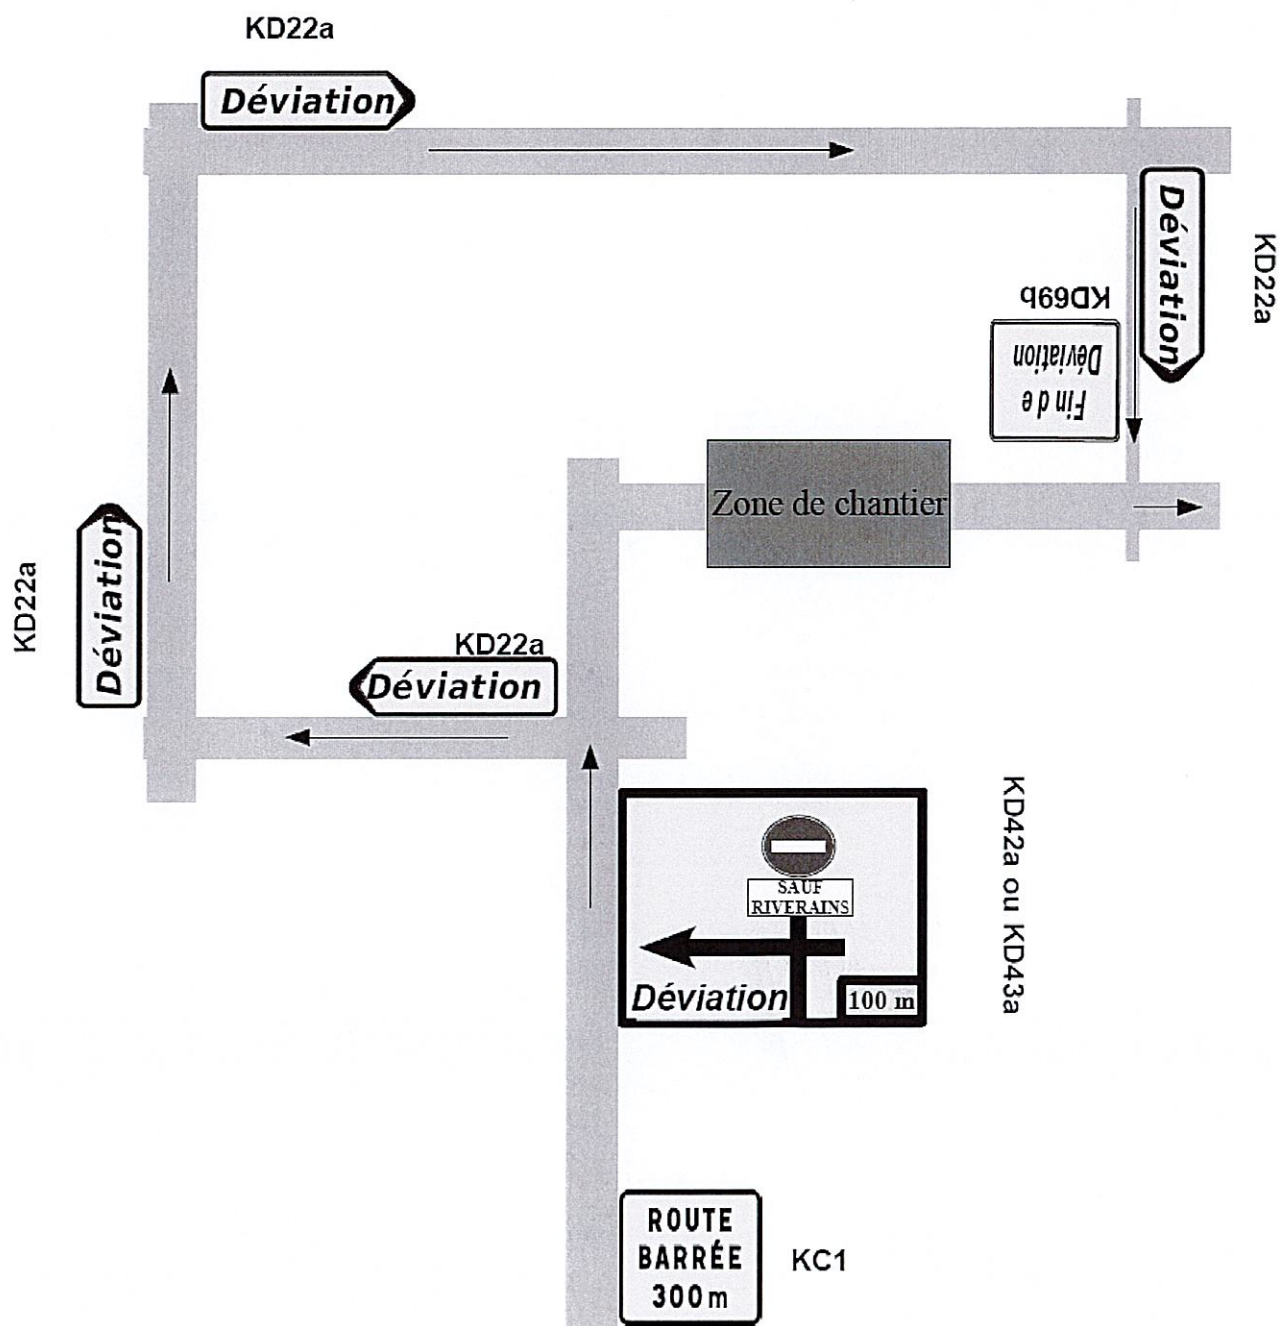 KD22a
Déviation
Déviation
KD22a
KD69b
Fin de
Déviation
Zone de chantier
KD22a
Déviation
KD22a
Déviation
SAUF
RIVERAINS
Déviation
100 m
KD42a ou KD43a
ROUTE
BARRÉE
300 m
KC1